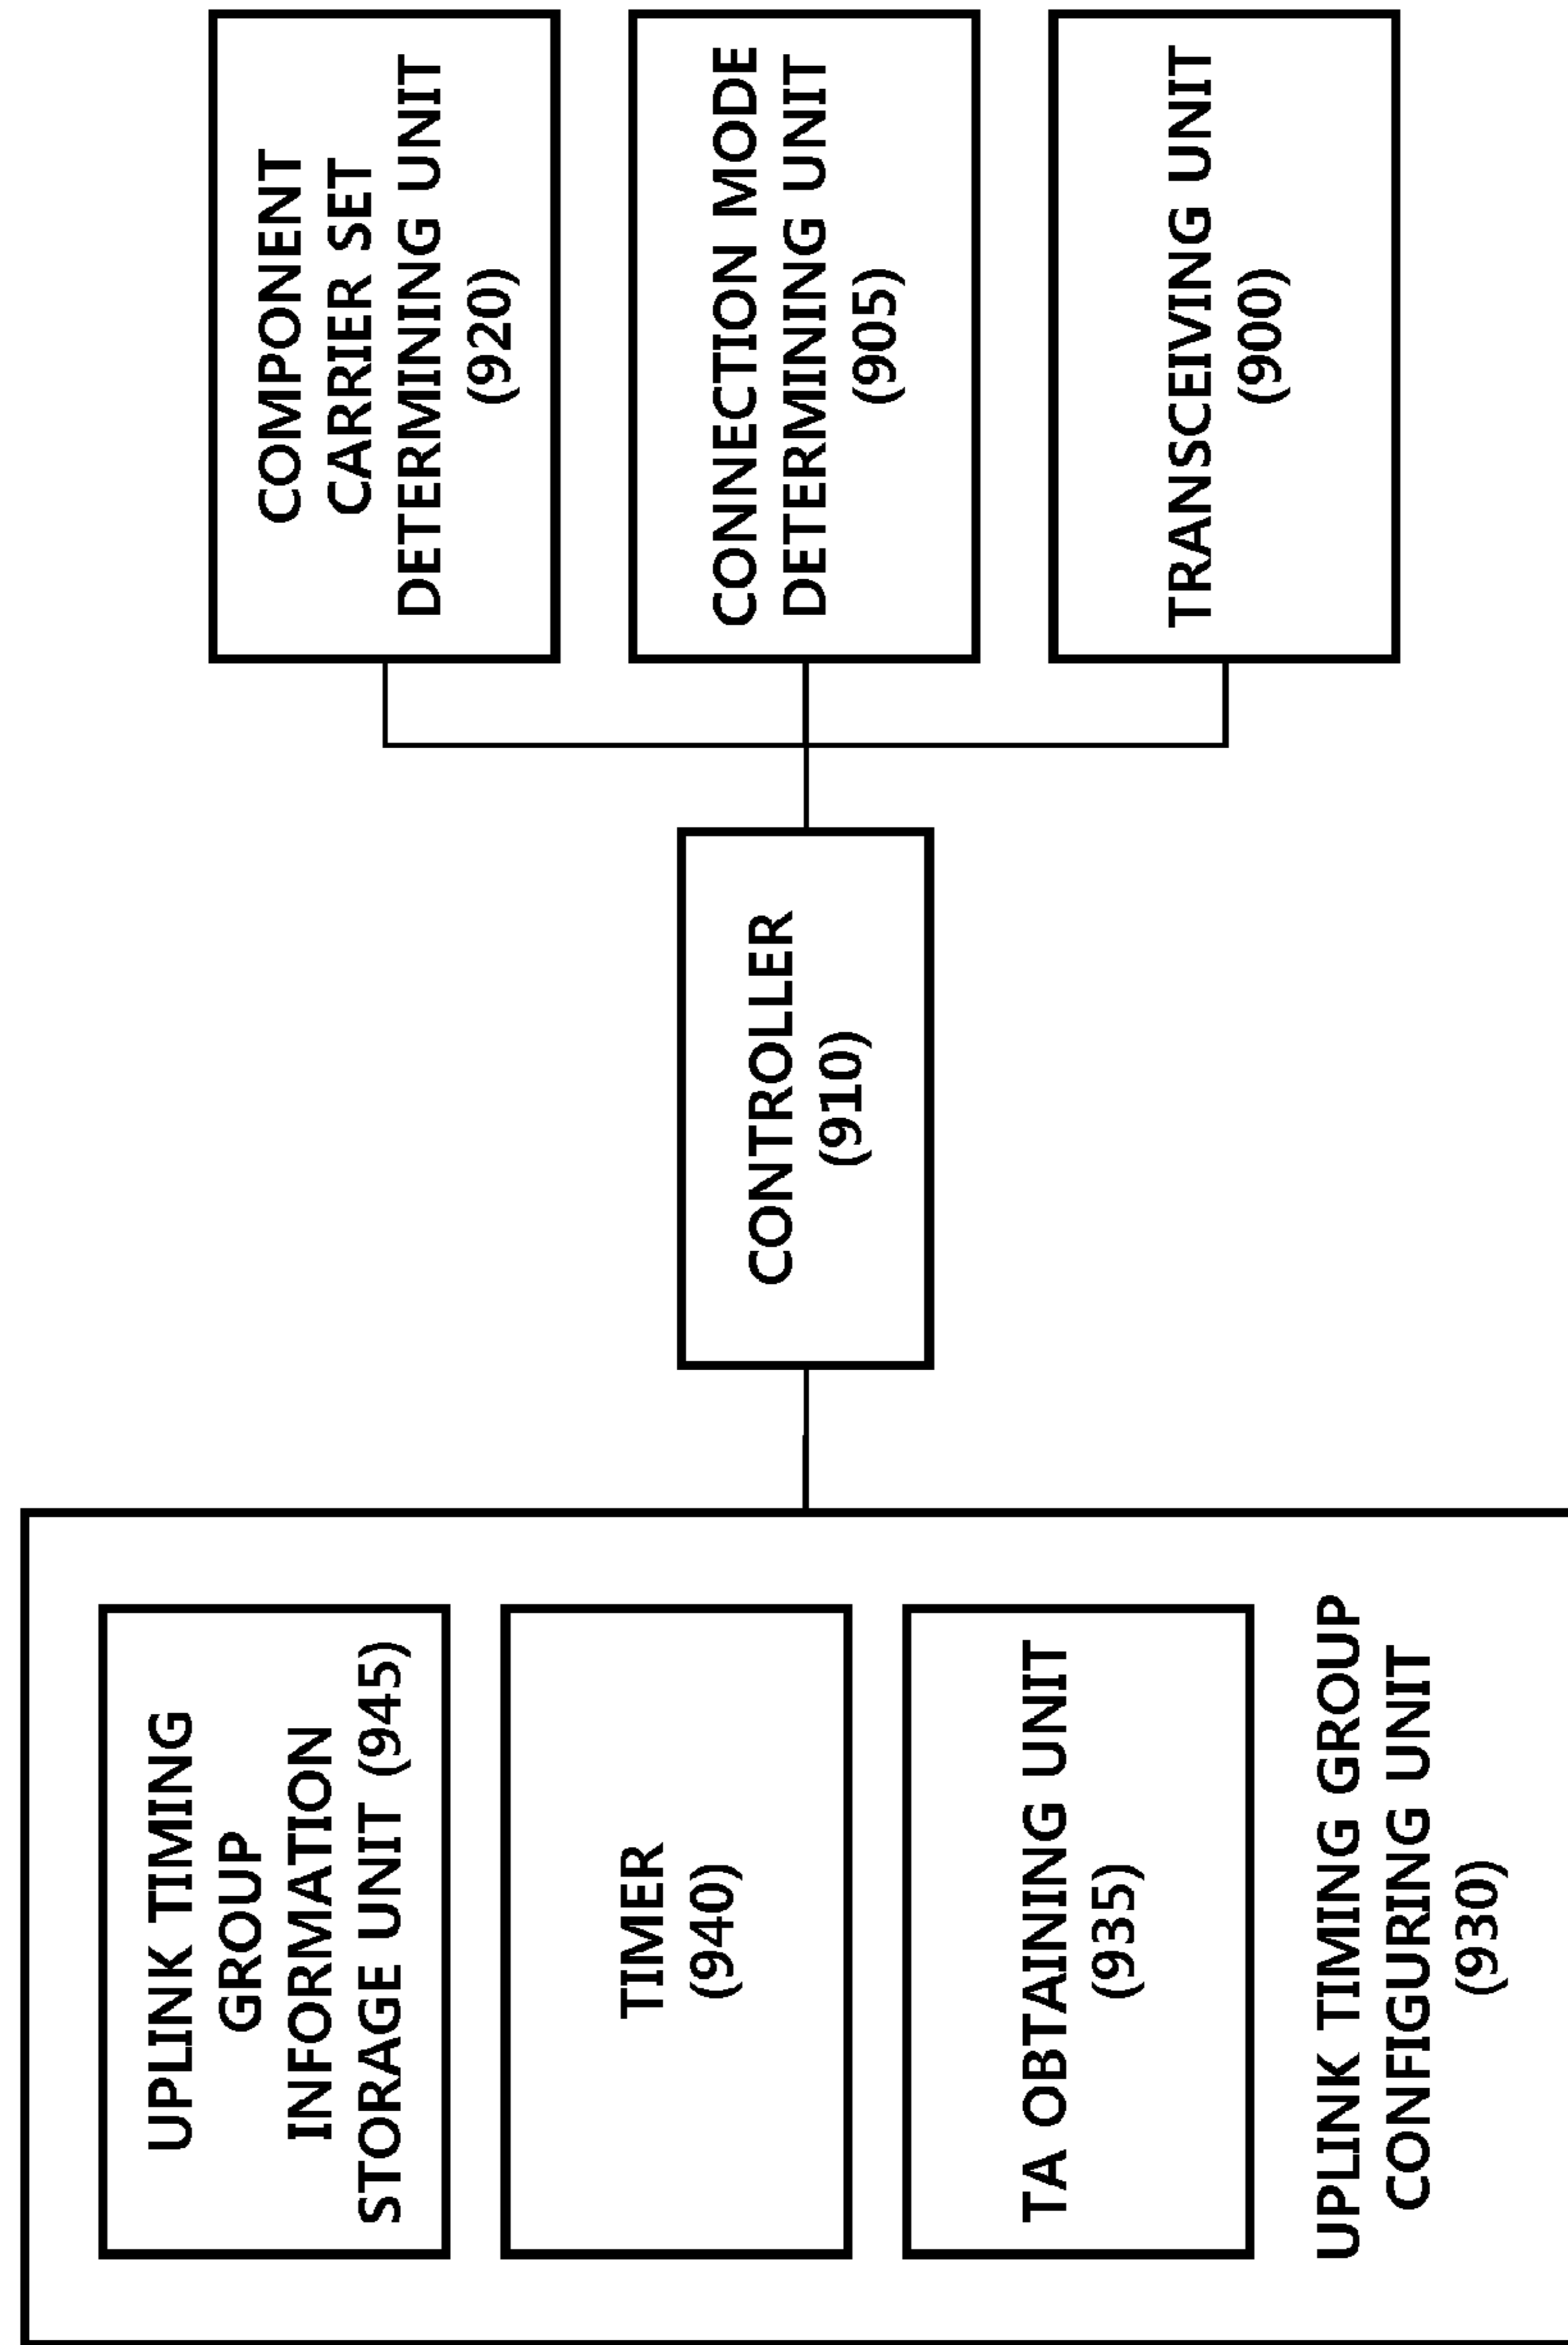 UPLINK TIMING
GROUP
INFORMATION
STORAGE UNIT (945)
TIMER
(940)
TA OBTAINING UNIT
(935)
UPLINK TIMING GROUP
CONFIGURING UNIT
(930)
CONTROLLER
(910)
COMPONENT
CARRIER SET
DETERMINING UNIT
(920)
CONNECTION MODE
DETERMINING UNIT
(905)
TRANSCEIVING UNIT
(900)